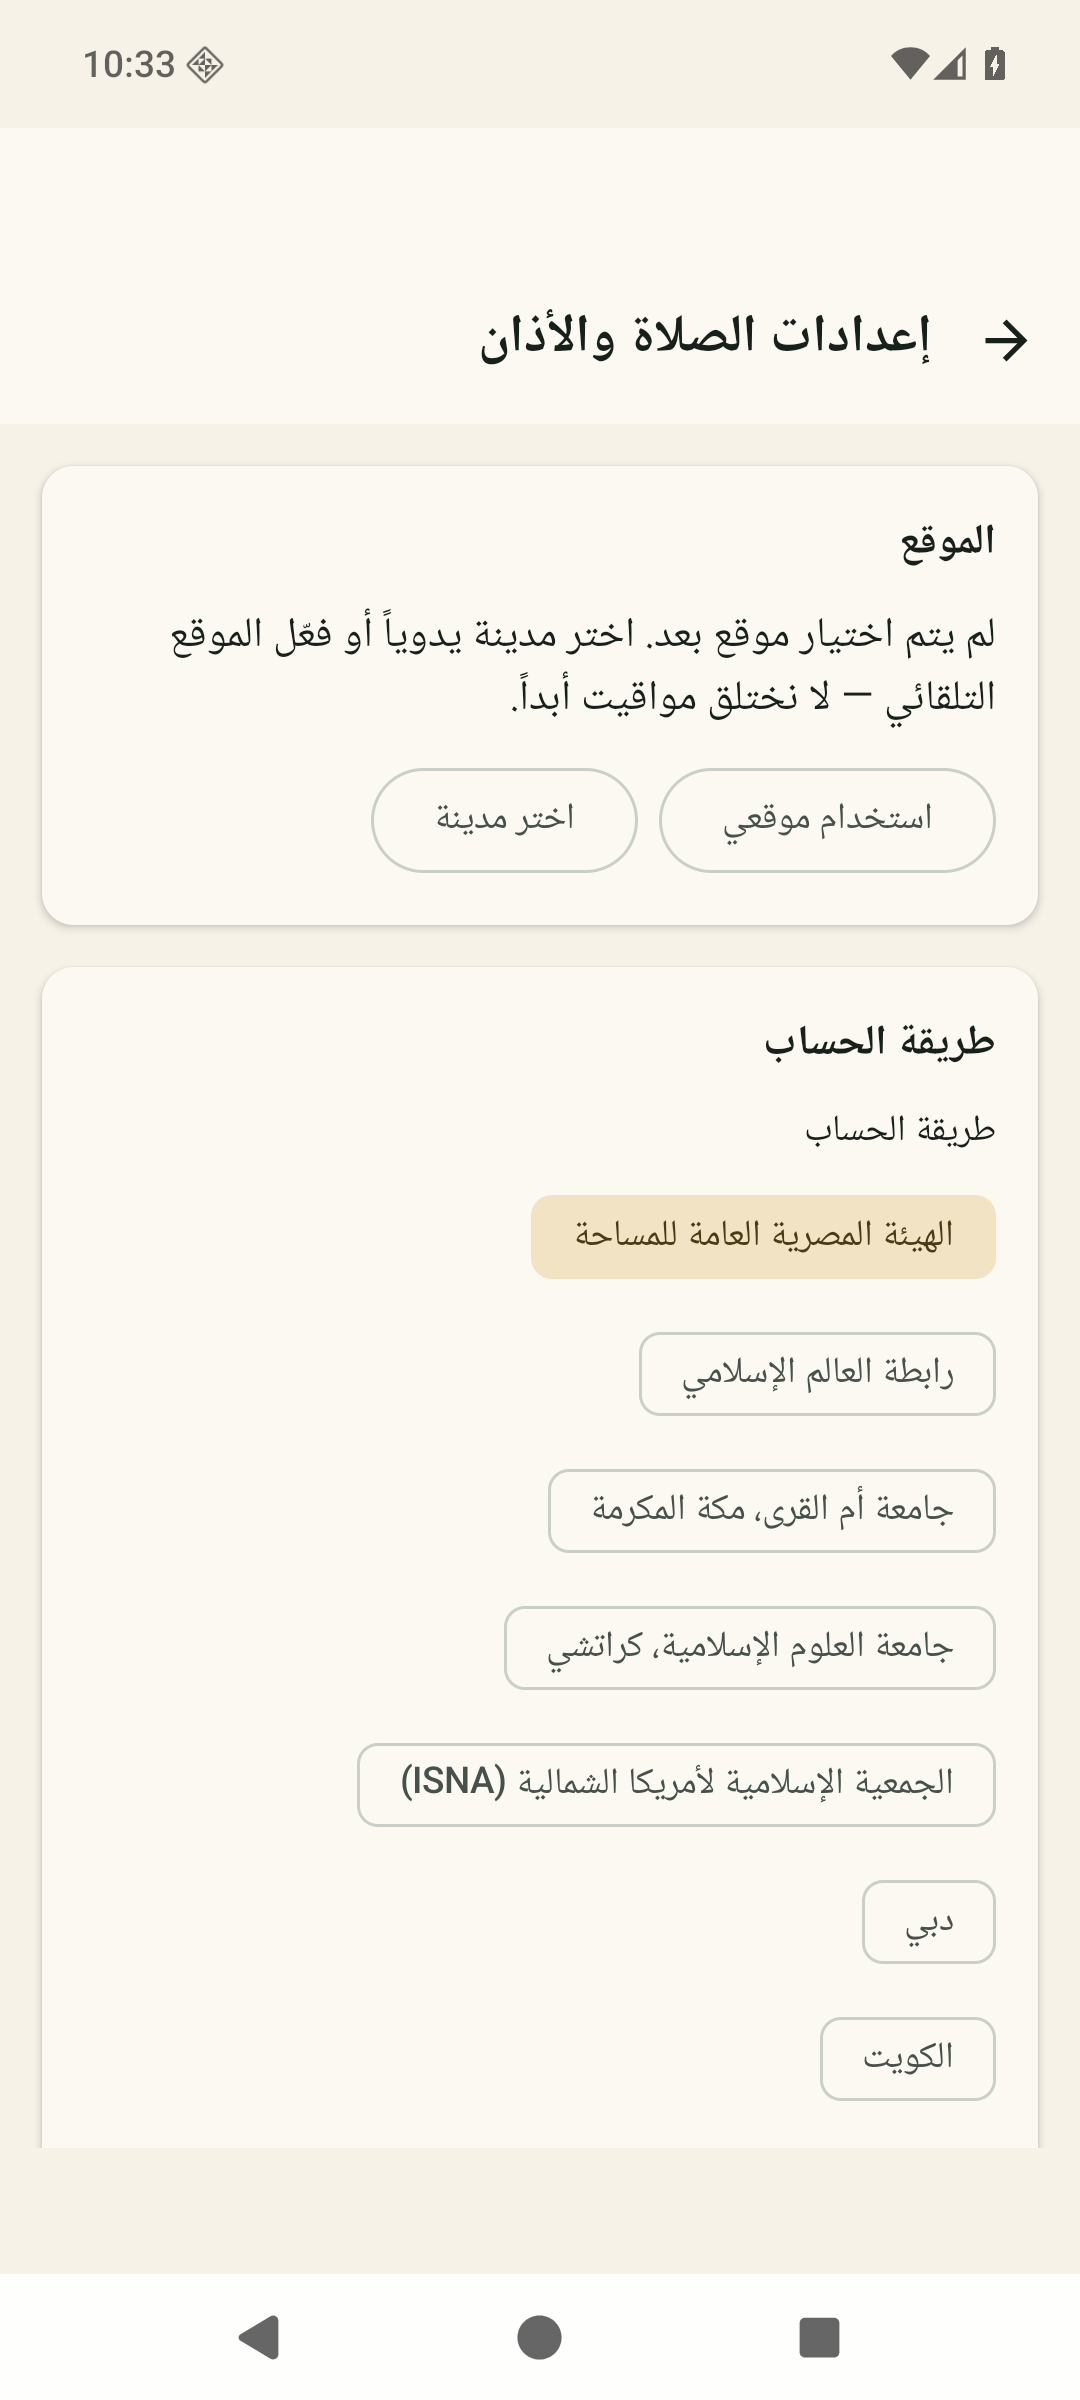 10:33
إعدادات الصلاة والأذان
الموقع
لم يتم اختيار موقع بعد. اختر مدينة يدوياً أو فعّل الموقع
التلقائي — لا نختلق مواقيت أبداً.
استخدام موقعي
اختر مدينة
طريقة الحساب
طريقة الحساب
الهيئة المصرية العامة للمساحة
رابطة العالم الإسلامي
جامعة أم القرى، مكة المكرمة
جامعة العلوم الإسلامية، كراتشي
الجمعية الإسلامية لأمريكا الشمالية (ISNA)
دبي
الكويت